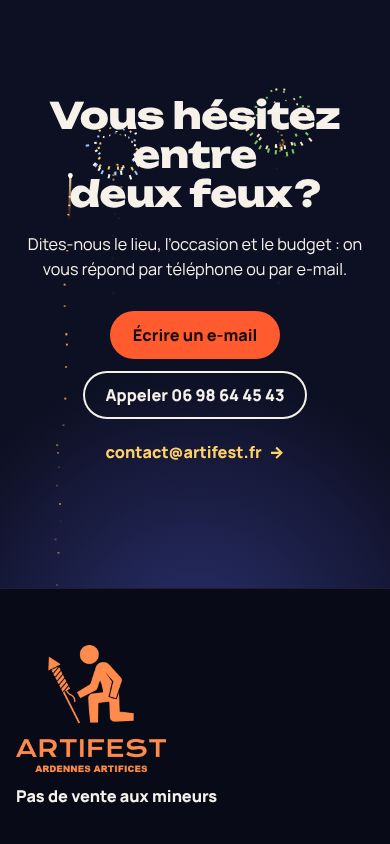 Vous hésitez
entre
deux feux ?
Dites-nous le lieu, l’occasion et le budget : on
vous répond par téléphone ou par e-mail.
Écrire un e-mail
Appeler 06 98 64 45 43
contact@artifest.fr →
ARTIFEST
ARDENNES ARTIFICES
Pas de vente aux mineurs